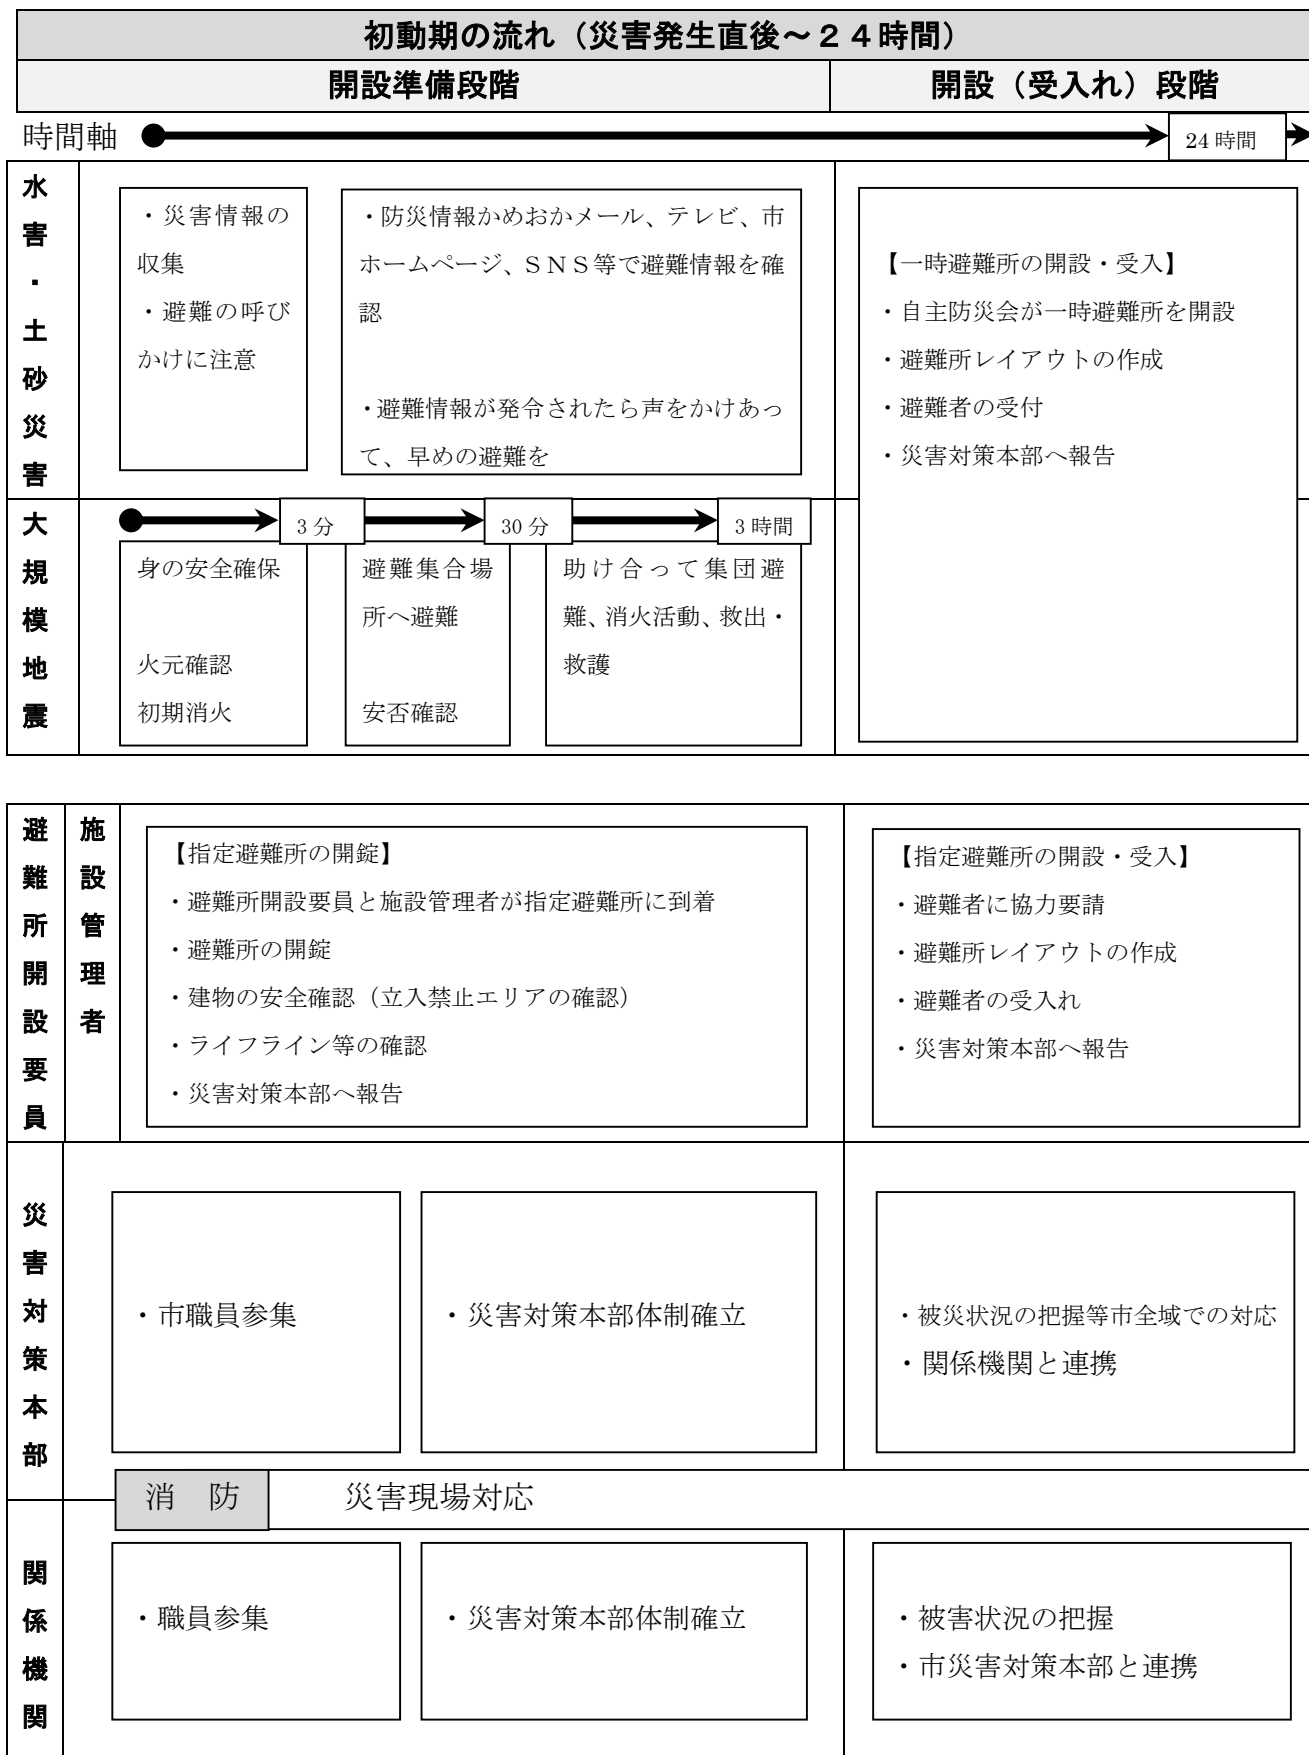 初動期の流れ（災害発生直後～２４時間）
開設準備段階
開設（受入れ）段階
時間軸
24 時間
水害・土砂災害
・災害情報の
収集
・避難の呼び
かけに注意
・防災情報かめおかメール、テレビ、市
ホームページ、ＳＮＳ等で避難情報を確
認
・避難情報が発令されたら声をかけあっ
て、早めの避難を
【一時避難所の開設・受入】
・自主防災会が一時避難所を開設
・避難所レイアウトの作成
・避難者の受付
・災害対策本部へ報告
大規模地震
3 分
30 分
3 時間
身の安全確保
火元確認
初期消火
避難集合場
所へ避難
安否確認
助け合って集団避
難、消火活動、救出・
救護
避難所開設要員
施設管理者
【指定避難所の開錠】
・避難所開設要員と施設管理者が指定避難所に到着
・避難所の開錠
・建物の安全確認（立入禁止エリアの確認）
・ライフライン等の確認
・災害対策本部へ報告
【指定避難所の開設・受入】
・避難者に協力要請
・避難所レイアウトの作成
・避難者の受入れ
・災害対策本部へ報告
災害対策本部
・市職員参集
・災害対策本部体制確立
・被災状況の把握等市全域での対応
・関係機関と連携
消　防
災害現場対応
関係機関
・職員参集
・災害対策本部体制確立
・被害状況の把握
・市災害対策本部と連携